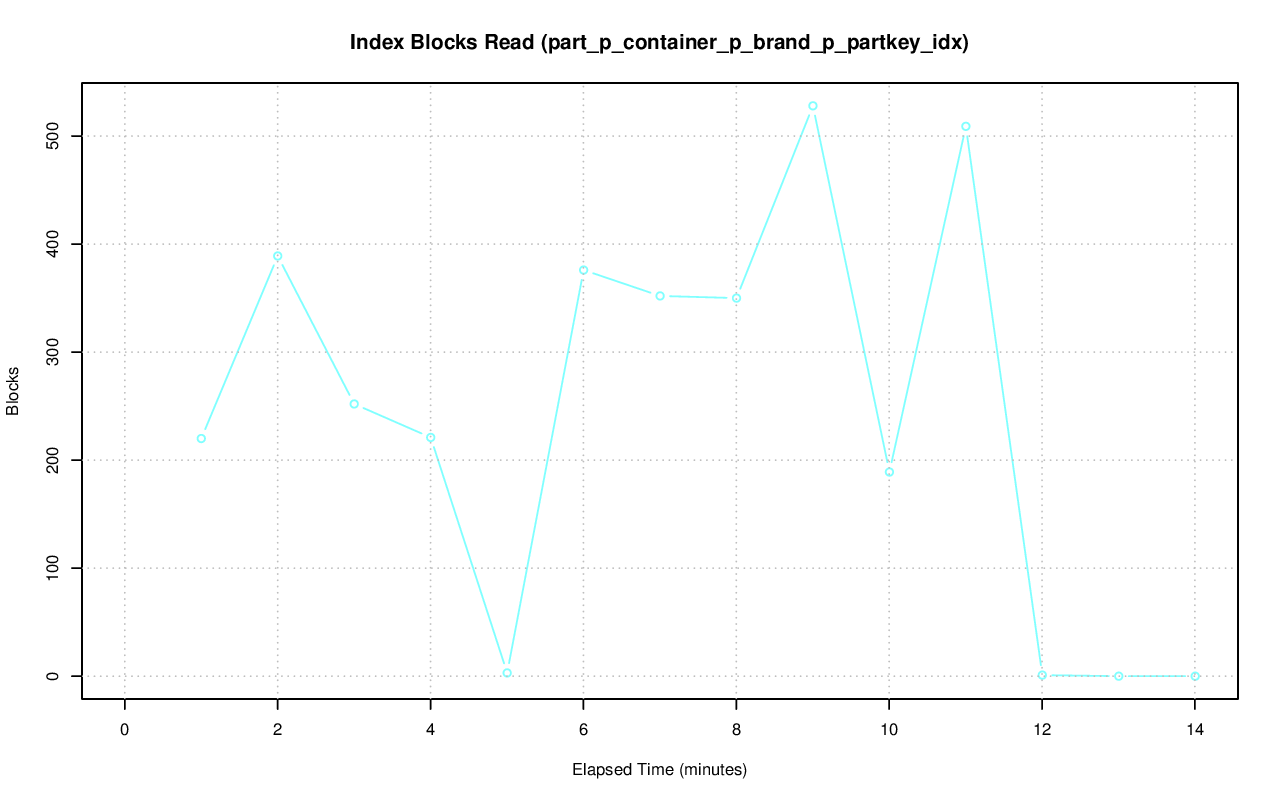 Index Blocks Read (part_p_container_p_brand_p_partkey_idx)
Blocks
500
400
300
200
100
0
0 2 4 6 8 10 12 14
Elapsed Time (minutes)